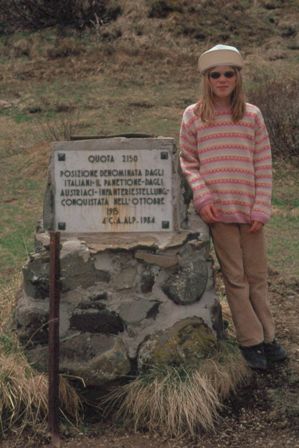 QUOTA 2150
POSIZIONE DENOMINATA DAGLI
ITALIANI-IL PANETTONE-DAGLI
AUSTRIACI-INFANTERIESTELLUNG-
CONQUISTATA NELL'OTTOBRE
1915
4° C.A. ALP. 1984